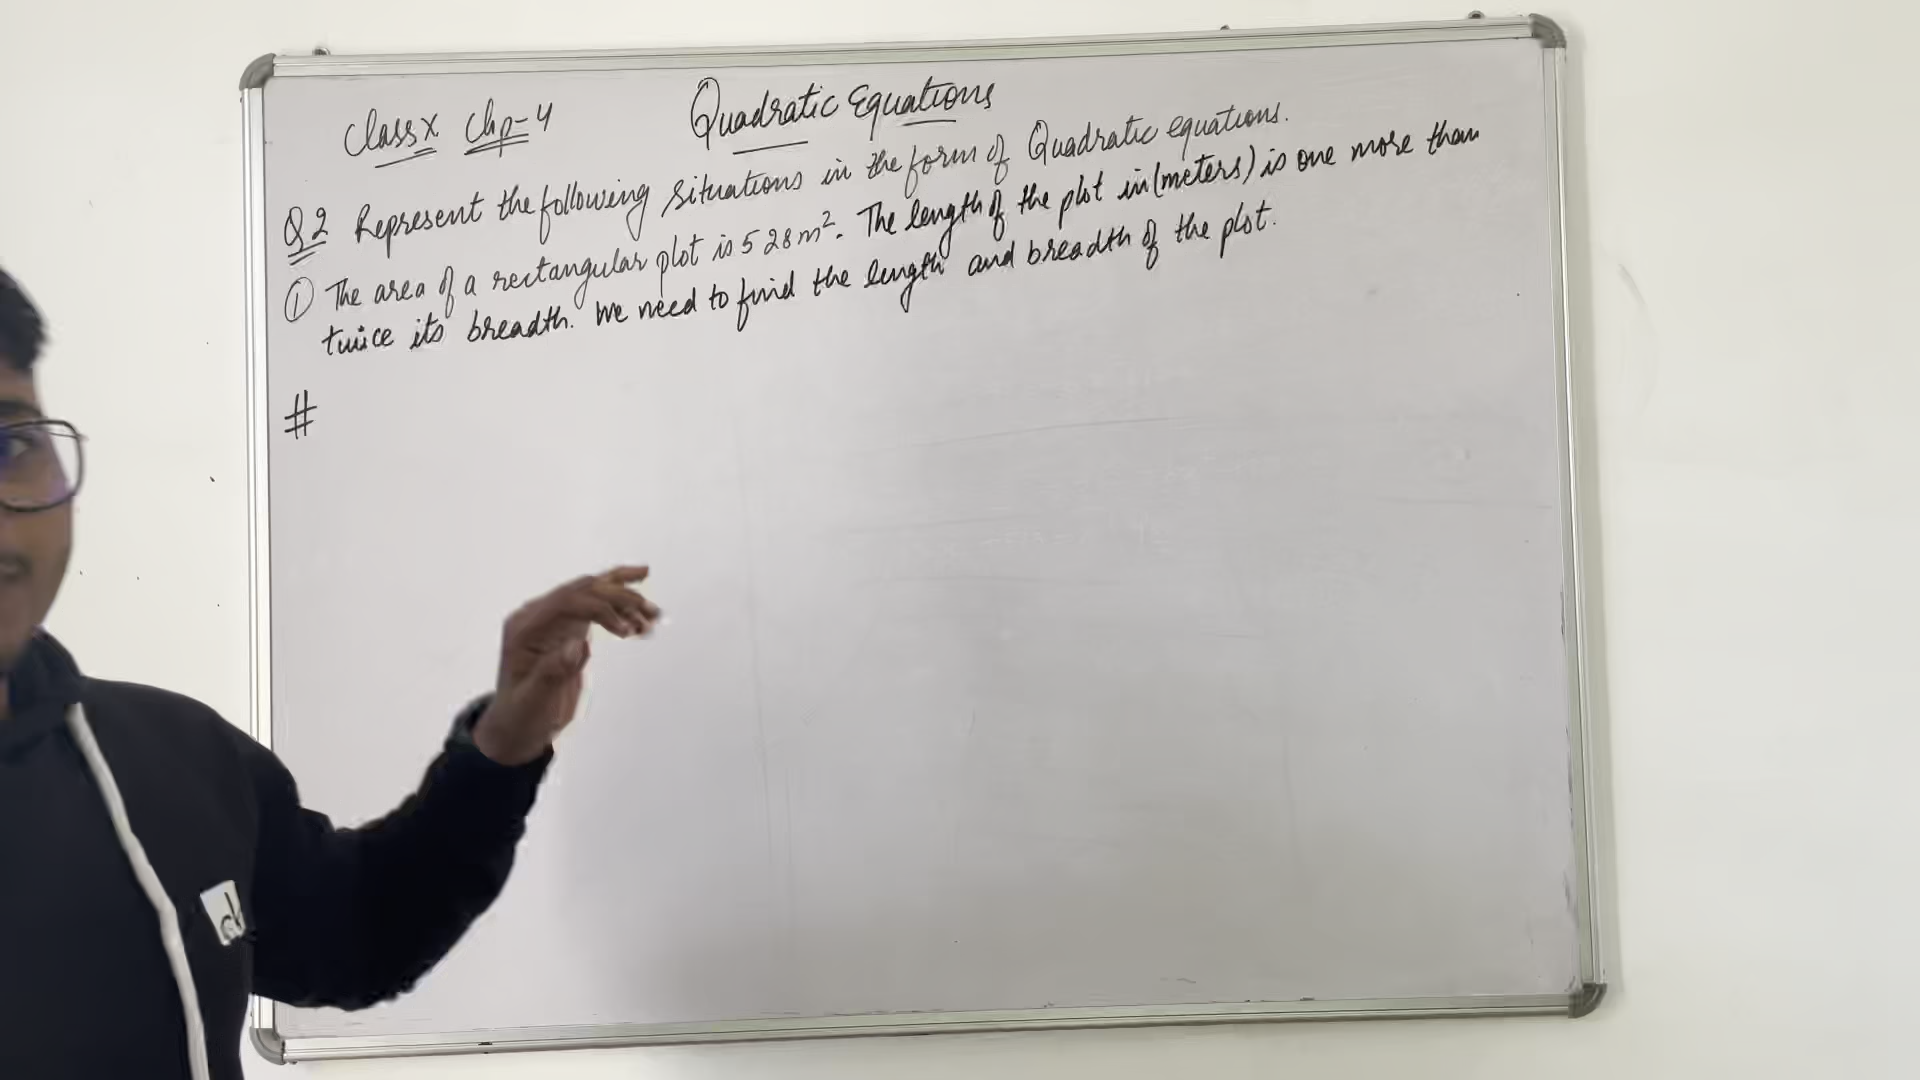 Class X Chp-4 Quadratic Equations
Q2 Represent the following situations in the form of Quadratic equations.
① The area of a rectangular plot is 528m². The length of the plot in (meters) is one more than
twice its breadth. We need to find the length and breadth of the plot.
#